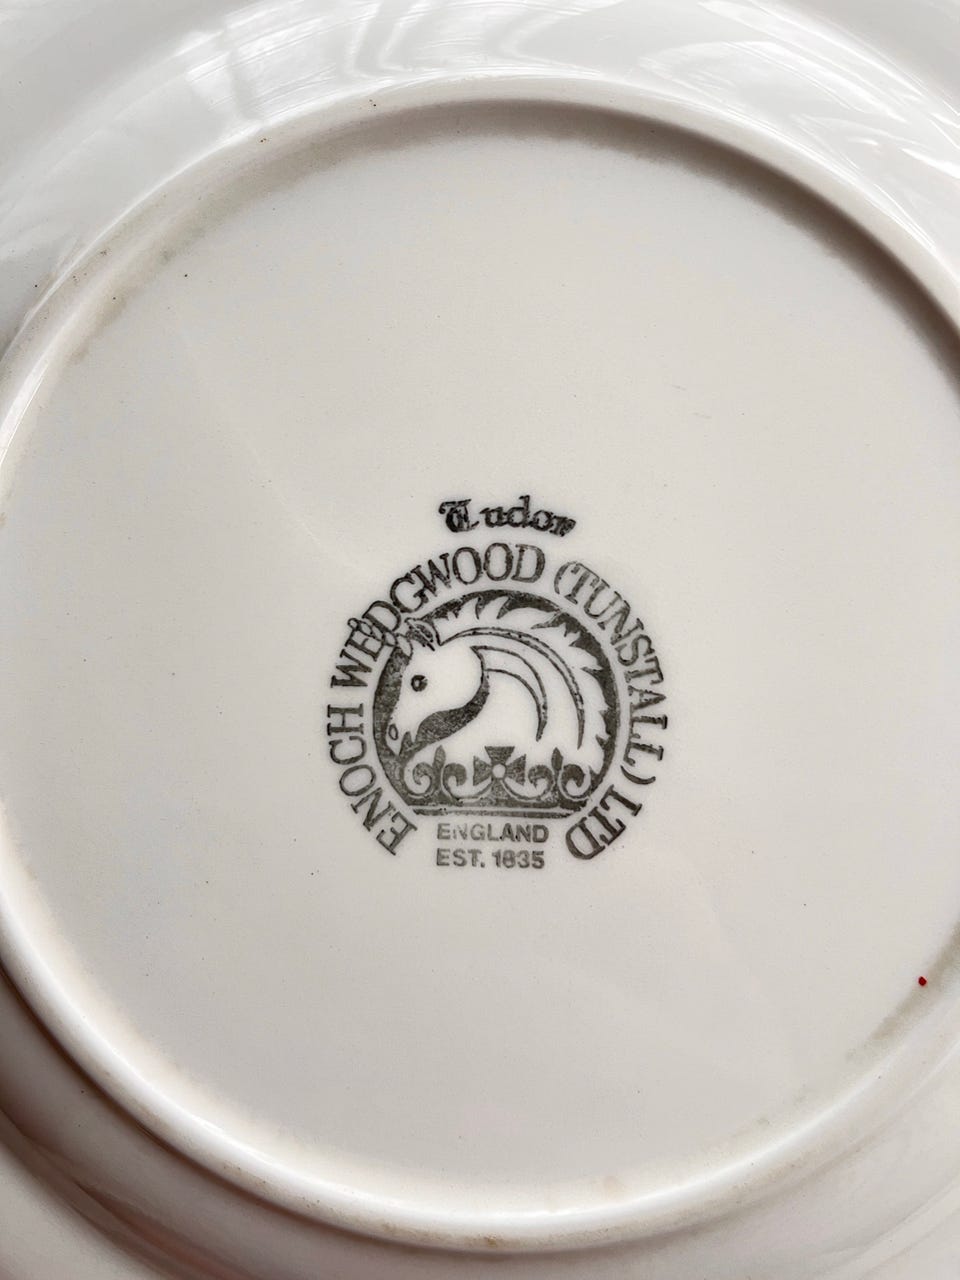 Tudor
ENOCH WEDGWOOD (TUNSTALL) LTD
ENGLAND
EST. 1835